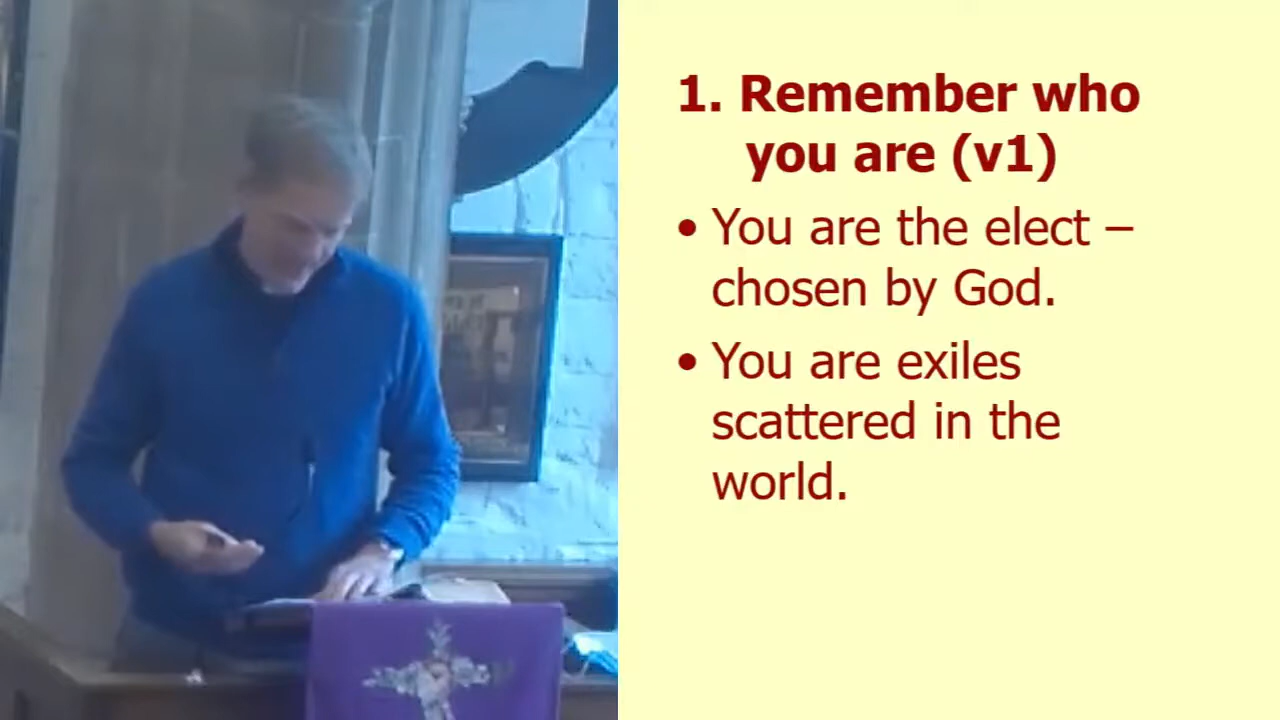 1. Remember who
you are (v1)
• You are the elect –
chosen by God.
• You are exiles
scattered in the
world.